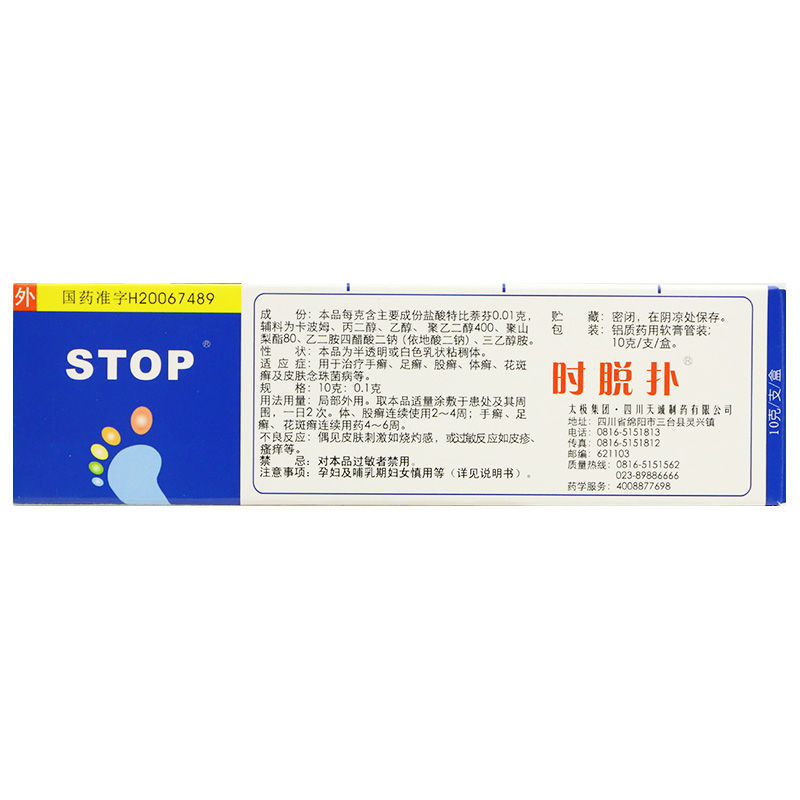 外
国药准字H20067489
STOP®
成 份：本品每克含主要成份盐酸特比萘芬0.01克，
辅料为卡波姆、丙二醇、乙醇、聚乙二醇400、聚山
梨酯80、乙二胺四醋酸二钠（依地酸二钠）、三乙醇胺。
性 状：本品为半透明或白色乳状粘稠体。
适 应 症：用于治疗手癣、足癣、股癣、体癣、花斑
癣及皮肤念珠菌病等。
规 格：10克：0.1克
用法用量：局部外用。取本品适量涂敷于患处及其周
围，一日2次。体、股癣连续使用2～4周；手癣、足
癣、花斑癣连续用药4～6周。
不良反应：偶见皮肤刺激如烧灼感，或过敏反应如皮疹、
瘙痒等。
禁 忌：对本品过敏者禁用。
注意事项：孕妇及哺乳期妇女慎用等（详见说明书）。
贮 藏：密闭，在阴凉处保存。
包 装：铝质药用软膏管装；
10克/支/盒。
时脱扑®
太极集团·四川天诚制药有限公司
地址：四川省绵阳市三台县灵兴镇
电话：0816-5151813
传真：0816-5151812
邮编：621103
质量热线：0816-5151562
023-89886666
药学服务：4008877698
10克/支/盒